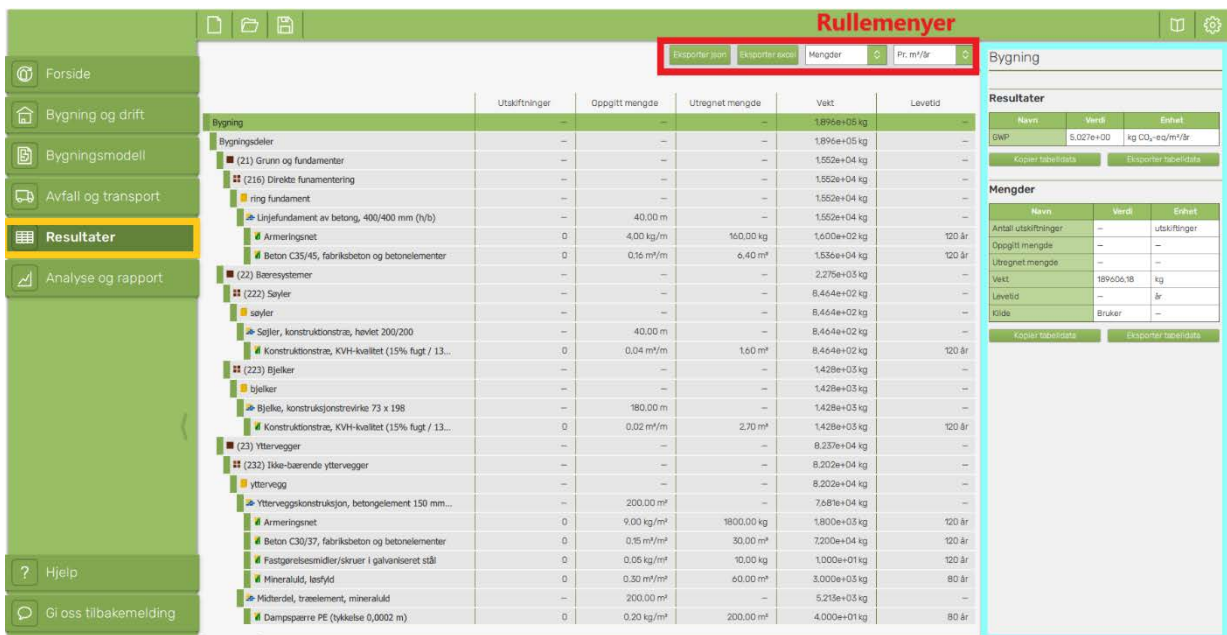 Rullemenyer
Eksporter json Eksporter excel Mengder Pr. m²/år
Forside
Bygning og drift
Bygningsmodell
Avfall og transport
Resultater
Analyse og rapport
Hjelp
Gi oss tilbakemelding
Utskiftninger Oppgitt mengde Utregnet mengde Vekt Levetid
Bygning – – – 1,896e+05 kg –
Bygningsdeler – – – 1,896e+05 kg –
(21) Grunn og fundamenter – – – 1,552e+04 kg –
(216) Direkte funamentering – – – 1,552e+04 kg –
ring fundament – – – 1,552e+04 kg –
Linjefundament av betong, 400/400 mm (h/b) – 40,00 m – 1,552e+04 kg –
Armeringsnet 0 4,00 kg/m 160,00 kg 1,600e+02 kg 120 år
Beton C35/45, fabriksbeton og betonelementer 0 0,16 m³/m 6,40 m³ 1,536e+04 kg 120 år
(22) Bæresystemer – – – 2,275e+03 kg –
(222) Søyler – – – 8,464e+02 kg –
søyler – – – 8,464e+02 kg –
Søjler, konstruktionstræ, høvlet 200/200 – 40,00 m – 8,464e+02 kg –
Konstruktionstræ, KVH-kvalitet (15% fugt / 13... 0 0,04 m³/m 1,60 m³ 8,464e+02 kg 120 år
(223) Bjelker – – – 1,428e+03 kg –
bjelker – – – 1,428e+03 kg –
Bjelke, konstruksjonstrevirke 73 x 198 – 180,00 m – 1,428e+03 kg –
Konstruktionstræ, KVH-kvalitet (15% fugt / 13... 0 0,02 m³/m 2,70 m³ 1,428e+03 kg 120 år
(23) Yttervegger – – – 8,237e+04 kg –
(232) Ikke-bærende yttervegger – – – 8,202e+04 kg –
yttervegg – – – 8,202e+04 kg –
Ytterveggskonstruksjon, betongelement 150 mm... – 200,00 m² – 7,681e+04 kg –
Armeringsnet 0 9,00 kg/m² 1800,00 kg 1,800e+03 kg 120 år
Beton C30/37, fabriksbeton og betonelementer 0 0,15 m³/m² 30,00 m³ 7,200e+04 kg 120 år
Fastgørelsesmidler/skruer i galvaniseret stål 0 0,05 kg/m² 10,00 kg 1,000e+01 kg 120 år
Mineraluld, løsfyld 0 0,30 m³/m² 60,00 m³ 3,000e+03 kg 80 år
Midterdel, træelement, mineraluld – 200,00 m² – 5,213e+03 kg –
Dampspærre PE (tykkelse 0,0002 m) 0 0,20 kg/m² 200,00 m² 4,000e+01 kg 80 år
Bygning
Resultater
Navn Verdi Enhet
GWP 5,027e+00 kg CO₂-eq/m²/år
Kopier tabelldata Eksporter tabelldata
Mengder
Navn Verdi Enhet
Antall utskiftninger – utskiftinger
Oppgitt mengde – –
Utregnet mengde – –
Vekt 189606,18 kg
Levetid – år
Kilde Bruker –
Kopier tabelldata Eksporter tabelldata